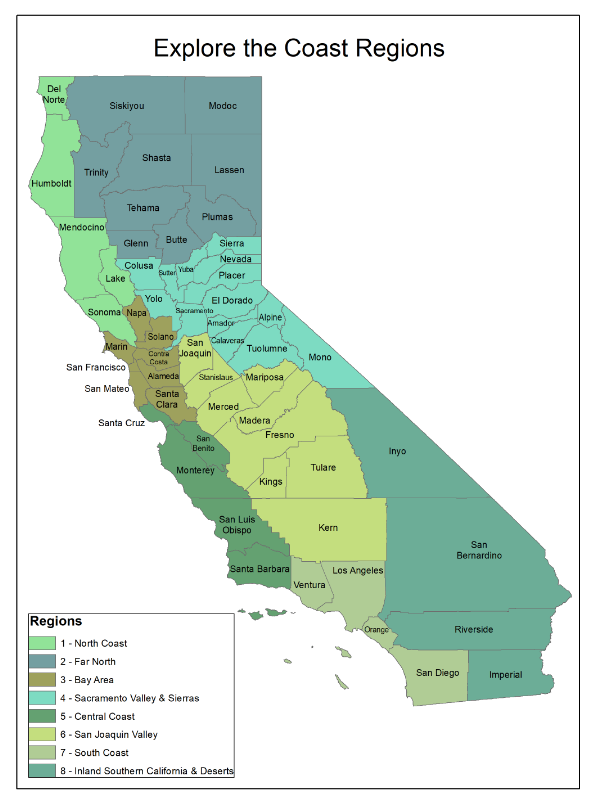 Explore the Coast Regions
Del
Norte
Siskiyou
Modoc
Humboldt
Trinity
Shasta
Lassen
Tehama
Plumas
Mendocino
Glenn
Butte
Sierra
Colusa
Sutter
Yuba
Nevada
Placer
Lake
Yolo
El Dorado
Sonoma
Napa
Sacramento
Amador
Alpine
Solano
Marin
San
Joaquin
Calaveras
Tuolumne
Mono
Contra
Costa
San Francisco
Alameda
Stanislaus
Mariposa
San Mateo
Santa
Clara
Merced
Madera
Santa Cruz
Fresno
San
Benito
Inyo
Monterey
Kings
Tulare
San Luis
Obispo
Kern
San
Bernardino
Santa Barbara
Ventura
Los Angeles
Orange
Riverside
San Diego
Imperial
Regions
1 - North Coast
2 - Far North
3 - Bay Area
4 - Sacramento Valley & Sierras
5 - Central Coast
6 - San Joaquin Valley
7 - South Coast
8 - Inland Southern California & Deserts